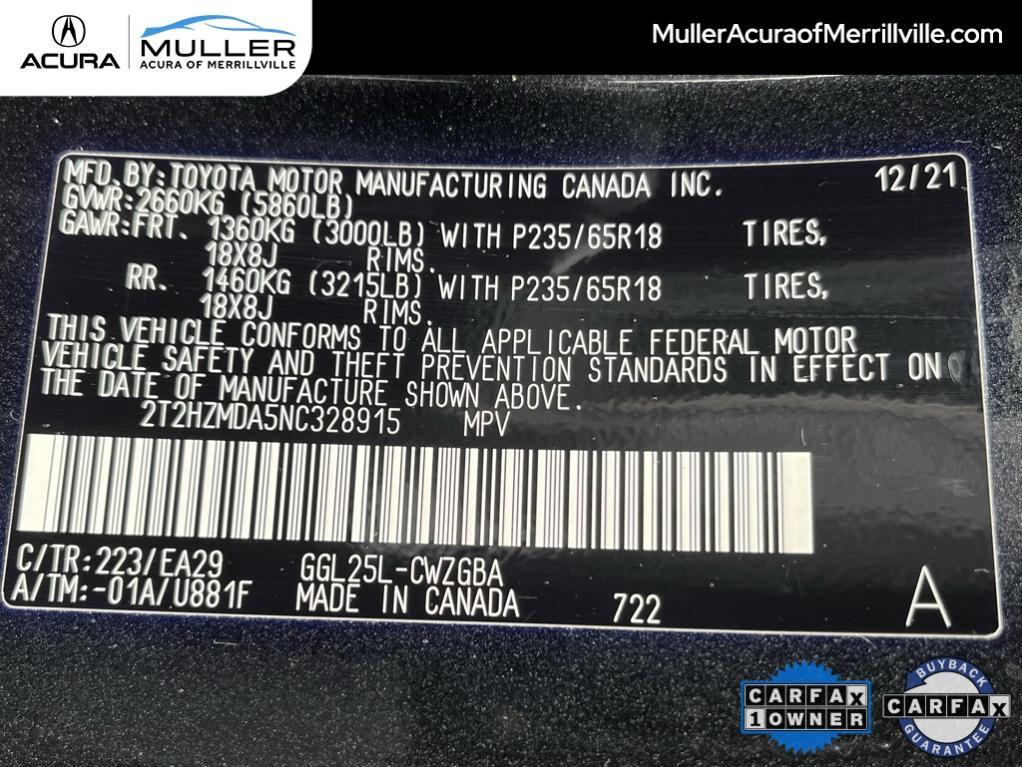 ACURA
MULLER
ACURA OF MERRILLVILLE
MullerAcuraofMerrillville.com
MFD. BY: TOYOTA MOTOR MANUFACTURING CANADA INC. 12/21
GVWR: 2660KG (5860LB)
GAWR: FRT. 1360KG (3000LB) WITH P235/65R18 TIRES,
18X8J RIMS.
RR. 1460KG (3215LB) WITH P235/65R18 TIRES,
18X8J RIMS.
THIS VEHICLE CONFORMS TO ALL APPLICABLE FEDERAL MOTOR
VEHICLE SAFETY AND THEFT PREVENTION STANDARDS IN EFFECT ON
THE DATE OF MANUFACTURE SHOWN ABOVE.
2T2HZMDA5NC328915 MPV
C/TR: 223/EA29 GGL25L-CWZGBA
A/TM: -01A/U881F MADE IN CANADA 722 A
CARFAX
1 OWNER
BUYBACK
CARFAX
GUARANTEE